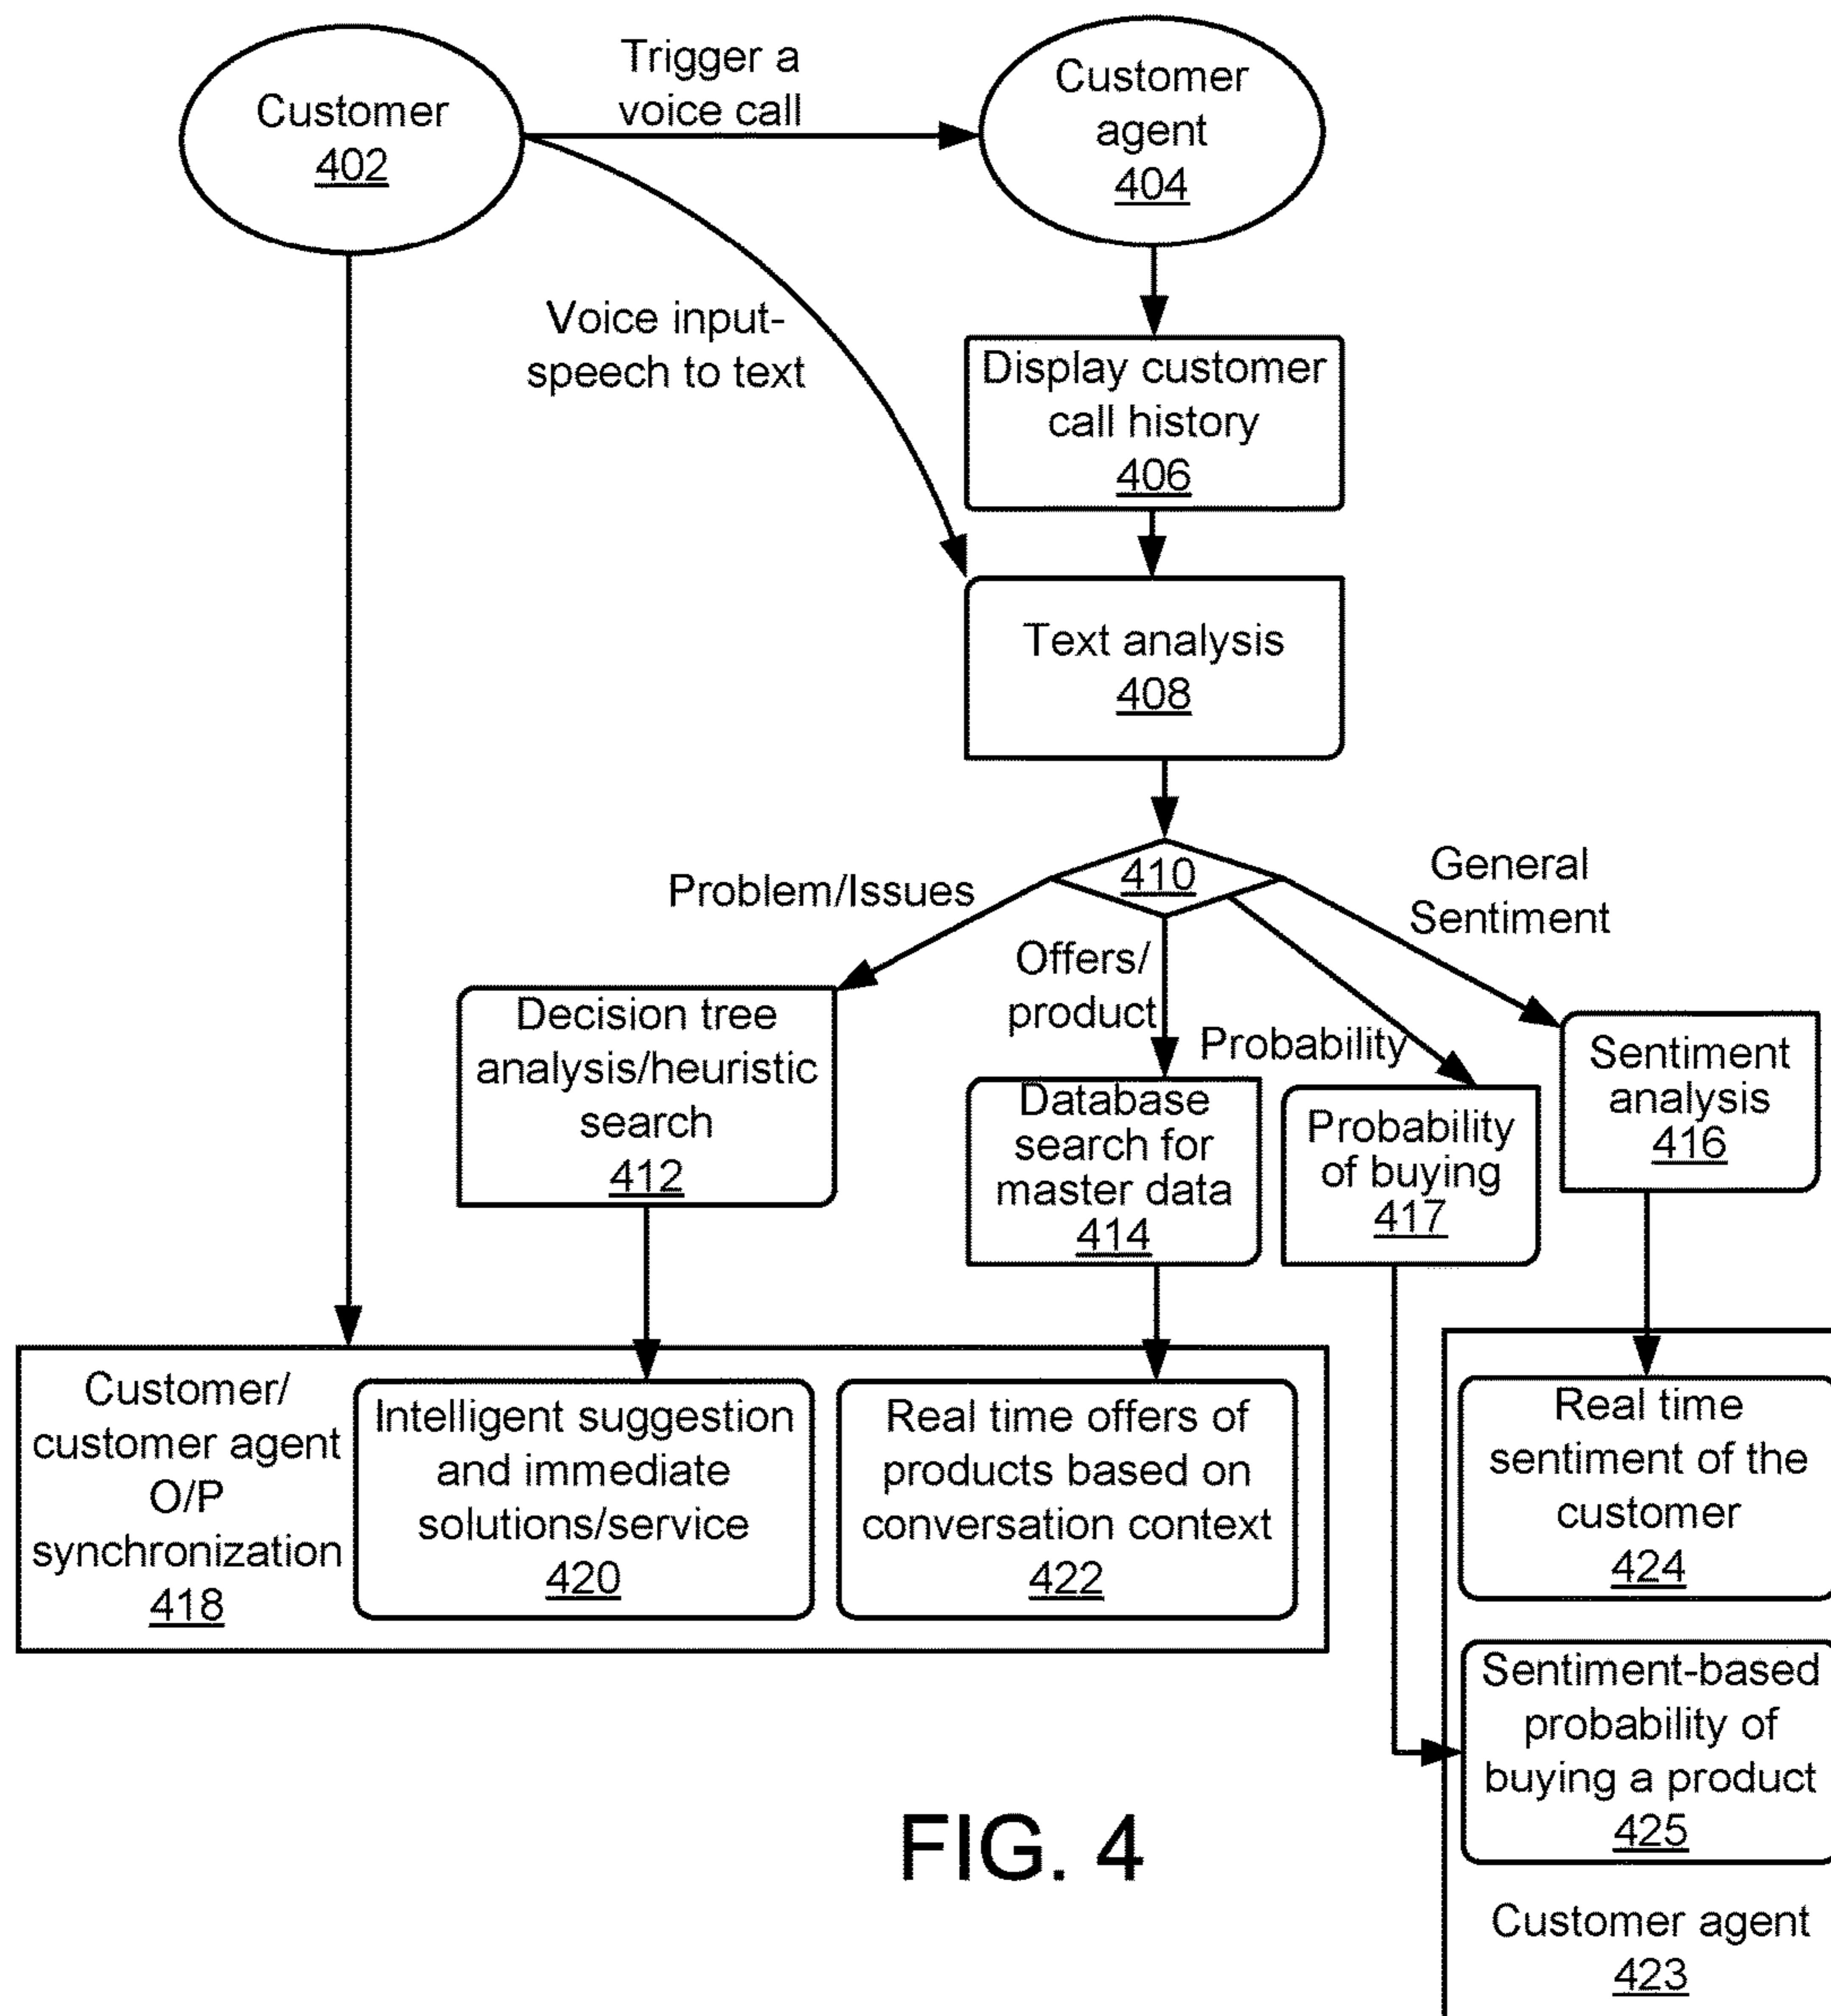 Customer
402
Trigger a
voice call
Customer
agent
404
Voice input-
speech to text
Display customer
call history
406
Text analysis
408
410
Problem/Issues
Offers/
product
Probability
General
Sentiment
Decision tree
analysis/heuristic
search
412
Database
search for
master data
414
Probability
of buying
417
Sentiment
analysis
416
Customer/
customer agent
O/P
synchronization
418
Intelligent suggestion
and immediate
solutions/service
420
Real time offers of
products based on
conversation context
422
Real time
sentiment of the
customer
424
Sentiment-based
probability of
buying a product
425
Customer agent
423
FIG. 4